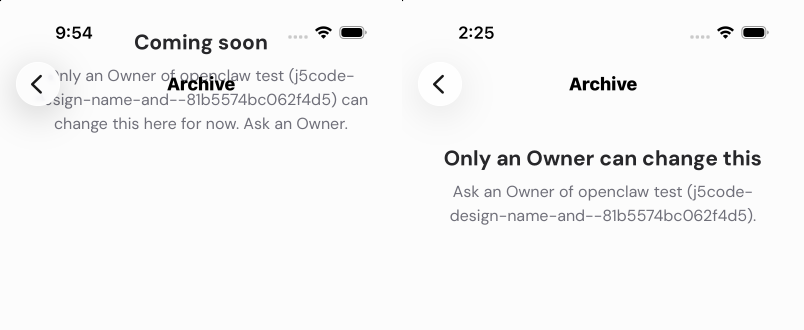 9:54
Coming soon
Only an Owner of openclaw test (j5code-
Archive
design-name-and--81b5574bc062f4d5) can
change this here for now. Ask an Owner.
2:25
Archive
Only an Owner can change this
Ask an Owner of openclaw test (j5code-
design-name-and--81b5574bc062f4d5).